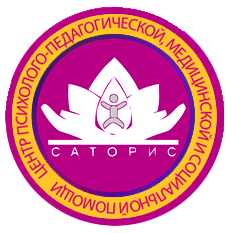 ЦЕНТР ПСИХОЛОГО-ПЕДАГОГИЧЕСКОЙ, МЕДИЦИНСКОЙ И СОЦИАЛЬНОЙ ПОМОЩИ
САТОРИС